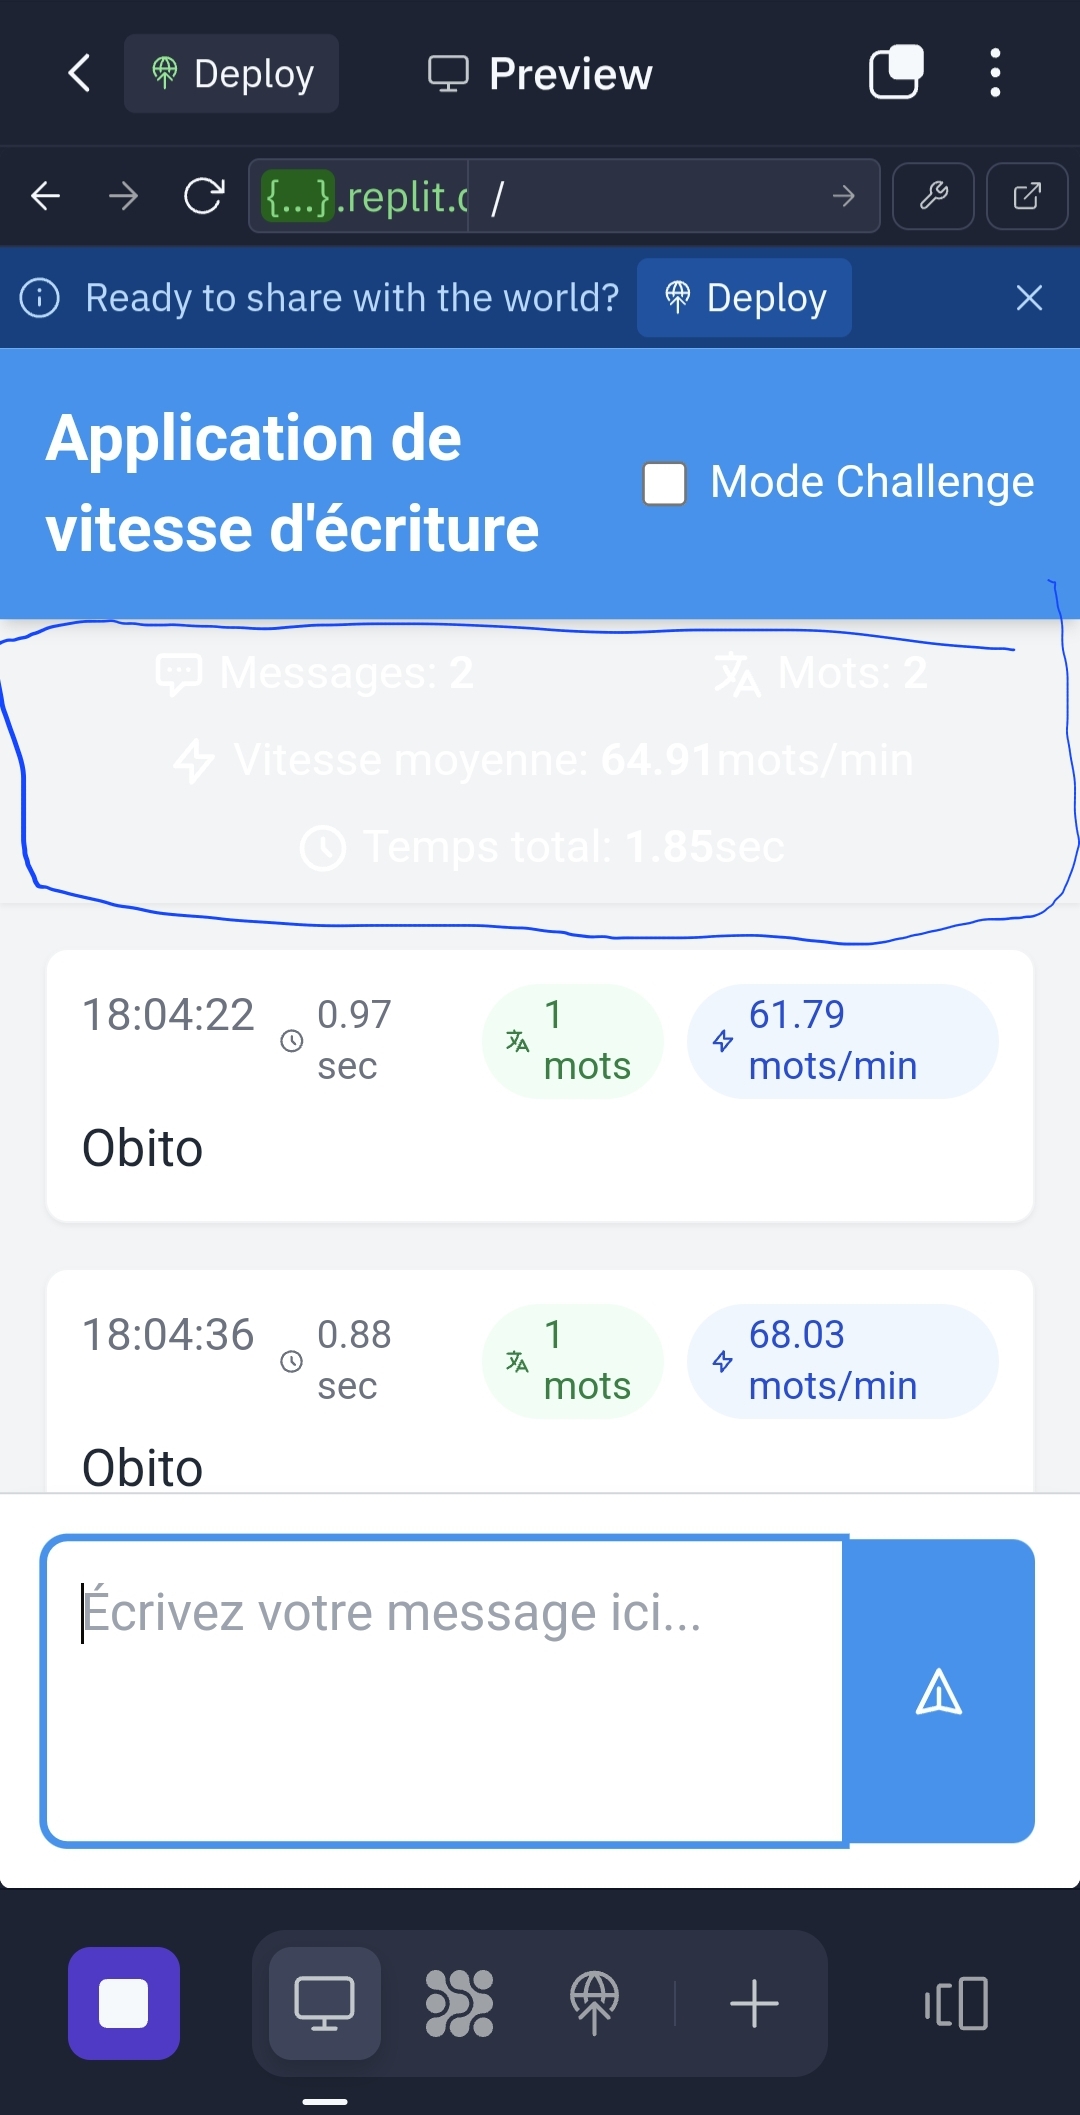 Deploy Preview
{...}.replit.d /
Ready to share with the world? Deploy
Application de
vitesse d'écriture
Mode Challenge
Messages: 2 Mots: 2
Vitesse moyenne: 64.91mots/min
Temps total: 1.85sec
18:04:22 0.97 sec 1 mots 61.79 mots/min
Obito
18:04:36 0.88 sec 1 mots 68.03 mots/min
Obito
Écrivez votre message ici...